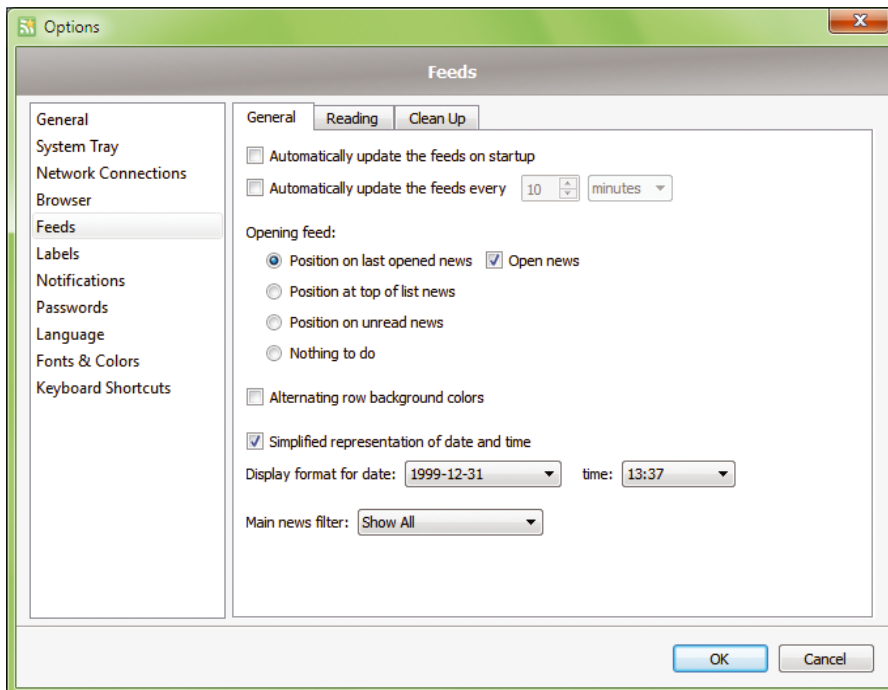 Options
Feeds
General
System Tray
Network Connections
Browser
Feeds
Labels
Notifications
Passwords
Language
Fonts & Colors
Keyboard Shortcuts
General Reading Clean Up
Automatically update the feeds on startup
Automatically update the feeds every 10 minutes
Opening feed:
Position on last opened news Open news
Position at top of list news
Position on unread news
Nothing to do
Alternating row background colors
Simplified representation of date and time
Display format for date: 1999-12-31 time: 13:37
Main news filter: Show All
OK Cancel